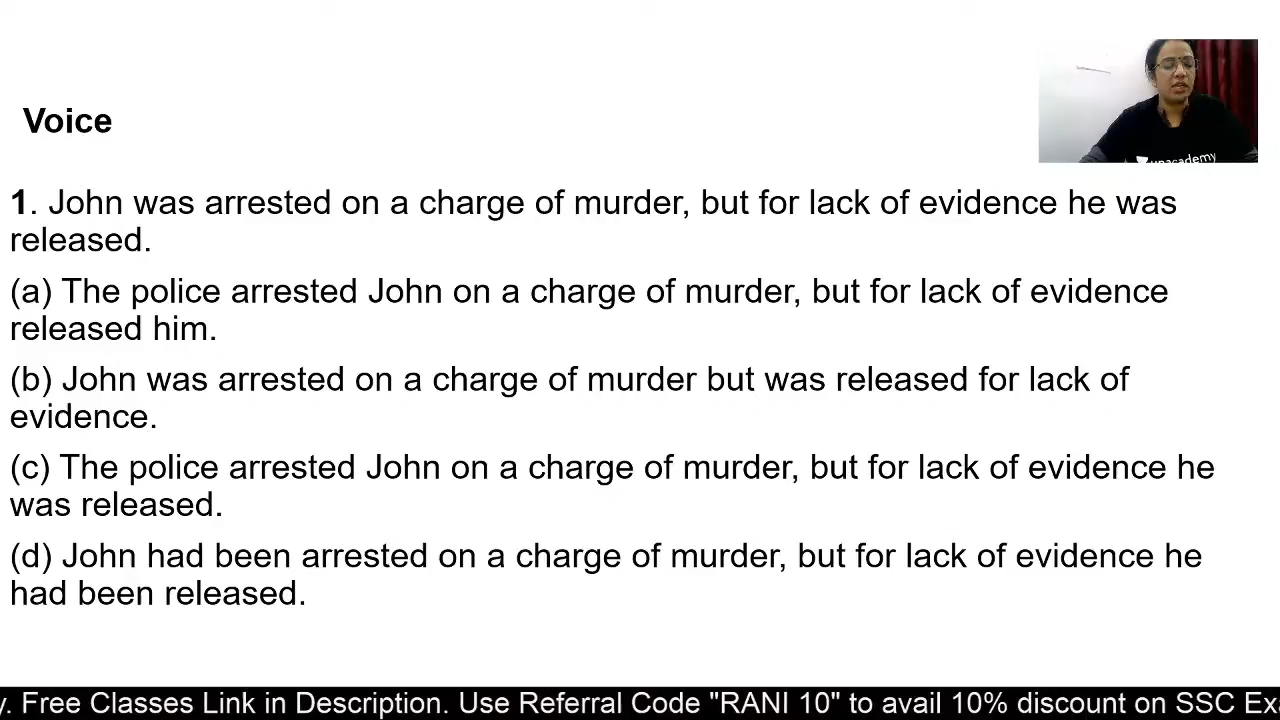 Voice
unacademy
1. John was arrested on a charge of murder, but for lack of evidence he was
released.
(a) The police arrested John on a charge of murder, but for lack of evidence
released him.
(b) John was arrested on a charge of murder but was released for lack of
evidence.
(c) The police arrested John on a charge of murder, but for lack of evidence he
was released.
(d) John had been arrested on a charge of murder, but for lack of evidence he
had been released.
. Free Classes Link in Description. Use Referral Code "RANI 10" to avail 10% discount on SSC